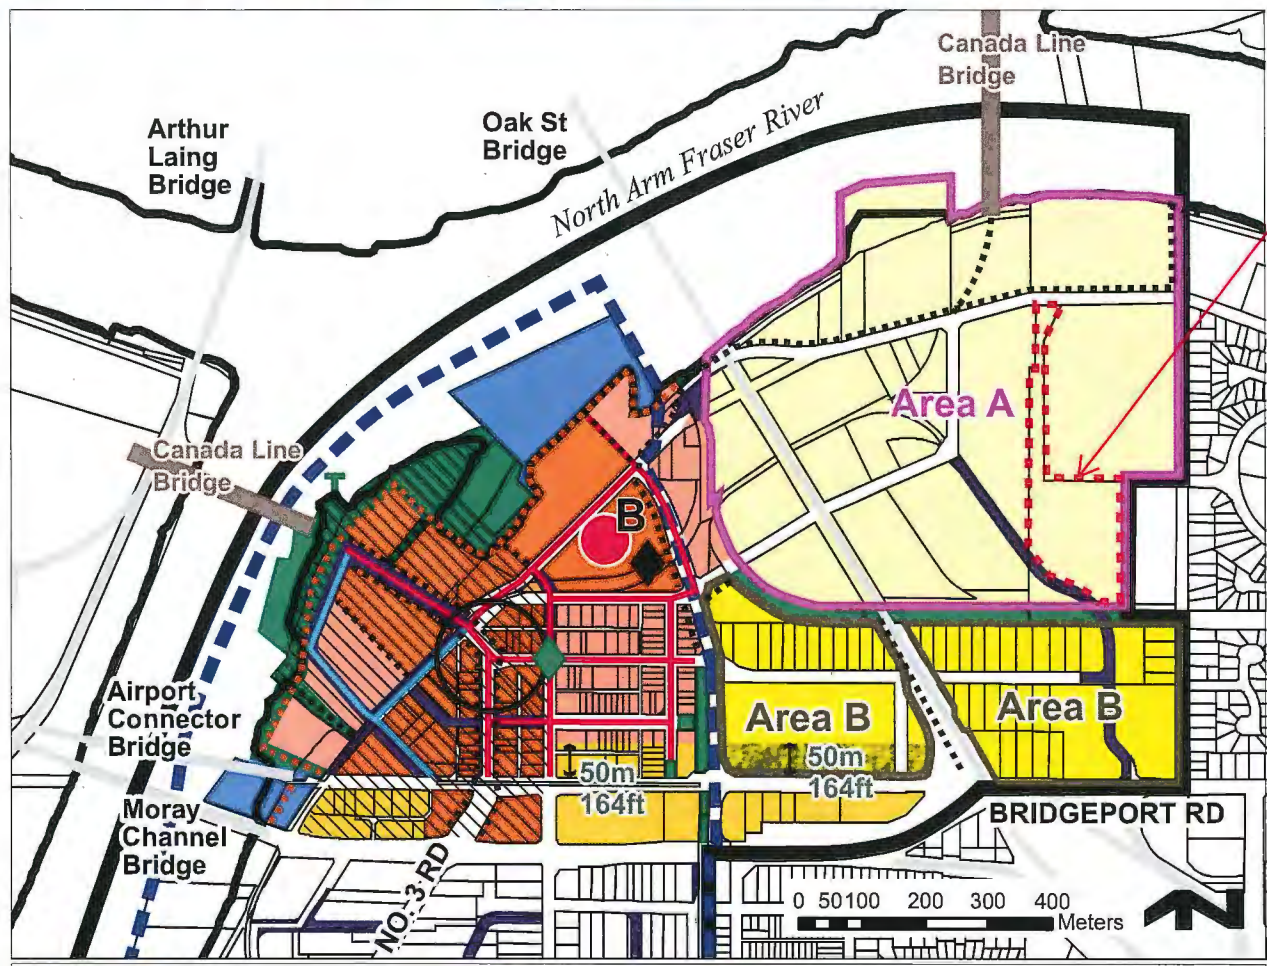 Canada Line
Bridge
Arthur
Laing
Bridge
Oak St
Bridge
North Arm Fraser River
Area A
Canada Line
Bridge
B
Airport
Connector
Bridge
Area B
Area B
50m
164ft
50m
164ft
Moray
Channel
Bridge
BRIDGEPORT RD
NO. 3 RD
0 50 100 200 300 400
Meters